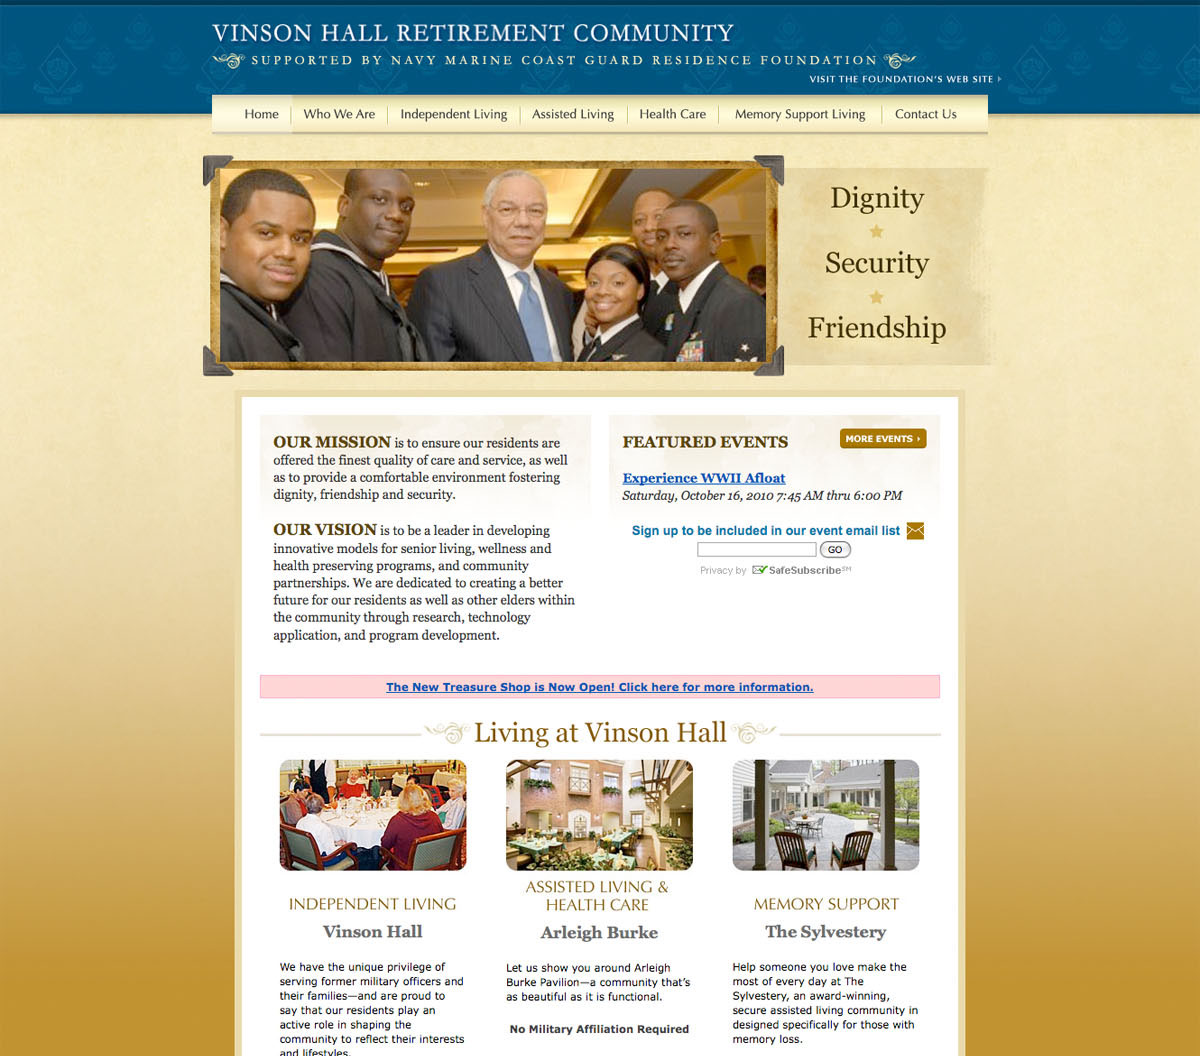 VINSON HALL RETIREMENT COMMUNITY
SUPPORTED BY NAVY MARINE COAST GUARD RESIDENCE FOUNDATION
VISIT THE FOUNDATION'S WEB SITE
Home Who We Are Independent Living Assisted Living Health Care Memory Support Living Contact Us
Dignity
Security
Friendship
OUR MISSION is to ensure our residents are
offered the finest quality of care and service, as well
as to provide a comfortable environment fostering
dignity, friendship and security.
OUR VISION is to be a leader in developing
innovative models for senior living, wellness and
health preserving programs, and community
partnerships. We are dedicated to creating a better
future for our residents as well as other elders within
the community through research, technology
application, and program development.
FEATURED EVENTS
MORE EVENTS
Experience WWII Afloat
Saturday, October 16, 2010 7:45 AM thru 6:00 PM
Sign up to be included in our event email list
GO
Privacy by SafeSubscribe℠
The New Treasure Shop is Now Open! Click here for more information.
Living at Vinson Hall
INDEPENDENT LIVING
Vinson Hall
We have the unique privilege of
serving former military officers and
their families—and are proud to
say that our residents play an
active role in shaping the
community to reflect their interests
and lifestyles.
ASSISTED LIVING &
HEALTH CARE
Arleigh Burke
Let us show you around Arleigh
Burke Pavilion—a community that's
as beautiful as it is functional.
No Military Affiliation Required
MEMORY SUPPORT
The Sylvestery
Help someone you love make the
most of every day at The
Sylvestery, an award-winning,
secure assisted living community in
designed specifically for those with
memory loss.